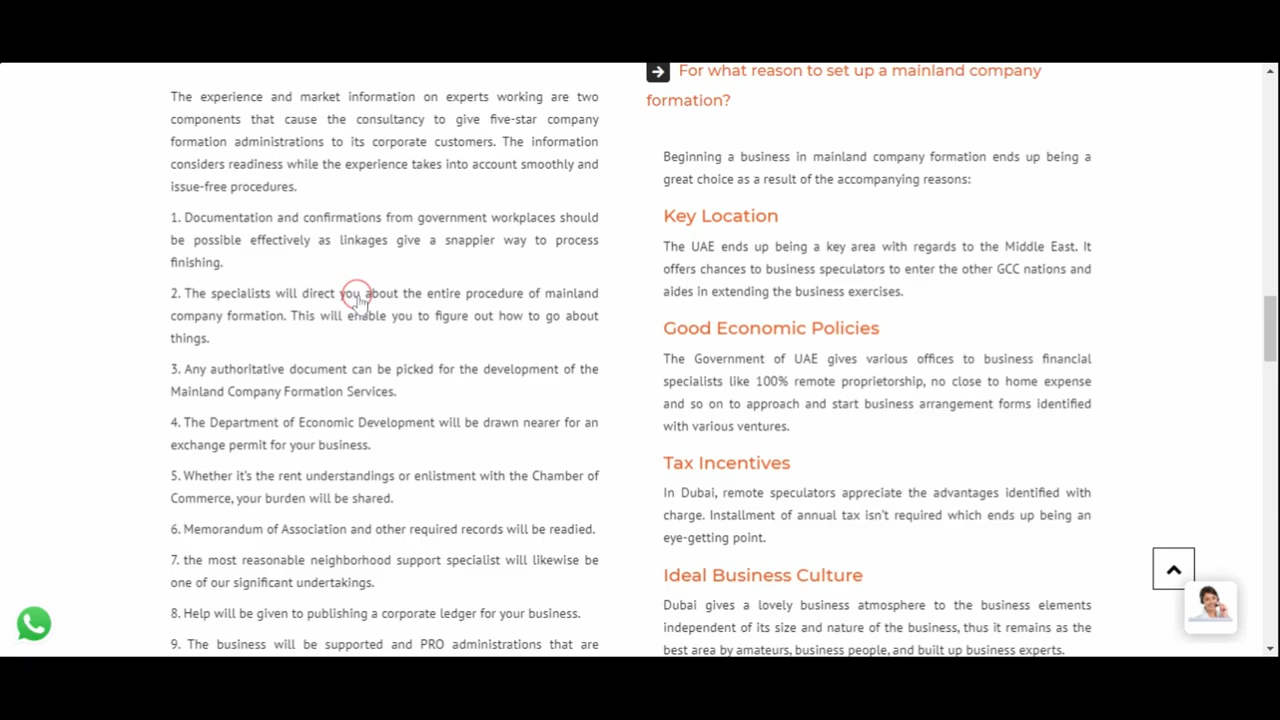 The experience and market information on experts working are two
components that cause the consultancy to give five-star company
formation administrations to its corporate customers. The information
considers readiness while the experience takes into account smoothly and
issue-free procedures.
1. Documentation and confirmations from government workplaces should
be possible effectively as linkages give a snappier way to process
finishing.
2. The specialists will direct you about the entire procedure of mainland
company formation. This will enable you to figure out how to go about
things.
3. Any authoritative document can be picked for the development of the
Mainland Company Formation Services.
4. The Department of Economic Development will be drawn nearer for an
exchange permit for your business.
5. Whether it's the rent understandings or enlistment with the Chamber of
Commerce, your burden will be shared.
6. Memorandum of Association and other required records will be readied.
7. the most reasonable neighborhood support specialist will likewise be
one of our significant undertakings.
8. Help will be given to publishing a corporate ledger for your business.
9. The business will be supported and PRO administrations that are
For what reason to set up a mainland company
formation?
Beginning a business in mainland company formation ends up being a
great choice as a result of the accompanying reasons:
Key Location
The UAE ends up being a key area with regards to the Middle East. It
offers chances to business speculators to enter the other GCC nations and
aides in extending the business exercises.
Good Economic Policies
The Government of UAE gives various offices to business financial
specialists like 100% remote proprietorship, no close to home expense
and so on to approach and start business arrangement forms identified
with various ventures.
Tax Incentives
In Dubai, remote speculators appreciate the advantages identified with
charge. Installment of annual tax isn't required which ends up being an
eye-getting point.
Ideal Business Culture
Dubai gives a lovely business atmosphere to the business elements
independent of its size and nature of the business, thus it remains as the
best area by amateurs, business people, and built up business experts.